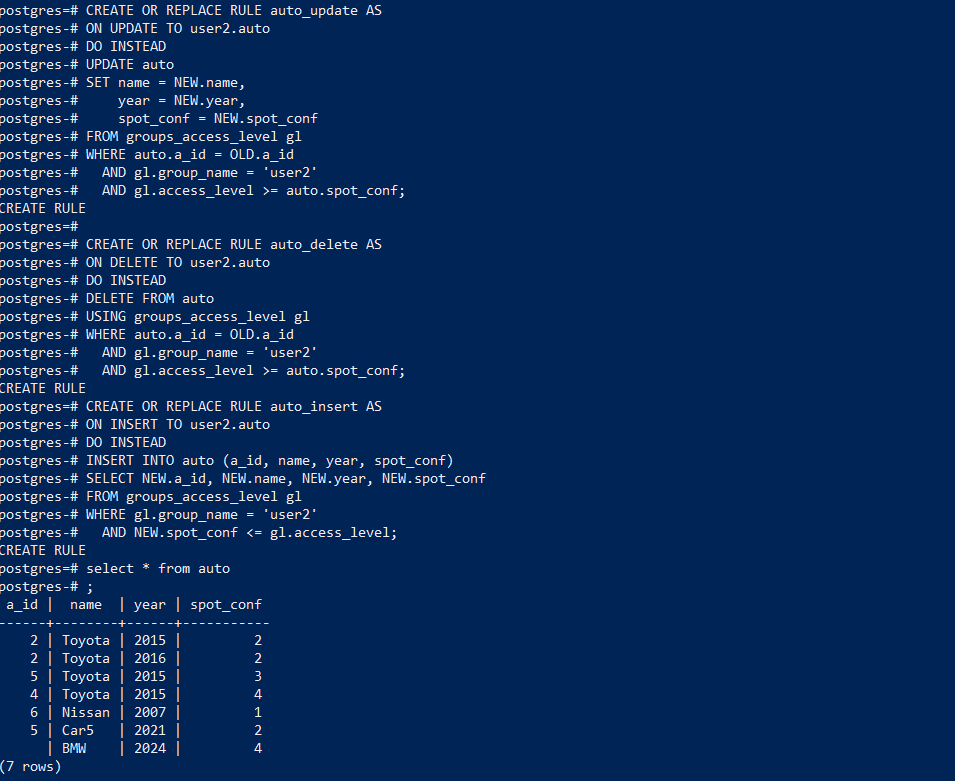 postgres=# CREATE OR REPLACE RULE auto_update AS
postgres-# ON UPDATE TO user2.auto
postgres-# DO INSTEAD
postgres-# UPDATE auto
postgres-# SET name = NEW.name,
postgres-#     year = NEW.year,
postgres-#     spot_conf = NEW.spot_conf
postgres-# FROM groups_access_level gl
postgres-# WHERE auto.a_id = OLD.a_id
postgres-#   AND gl.group_name = 'user2'
postgres-#   AND gl.access_level >= auto.spot_conf;
CREATE RULE
postgres=#
postgres=# CREATE OR REPLACE RULE auto_delete AS
postgres-# ON DELETE TO user2.auto
postgres-# DO INSTEAD
postgres-# DELETE FROM auto
postgres-# USING groups_access_level gl
postgres-# WHERE auto.a_id = OLD.a_id
postgres-#   AND gl.group_name = 'user2'
postgres-#   AND gl.access_level >= auto.spot_conf;
CREATE RULE
postgres=# CREATE OR REPLACE RULE auto_insert AS
postgres-# ON INSERT TO user2.auto
postgres-# DO INSTEAD
postgres-# INSERT INTO auto (a_id, name, year, spot_conf)
postgres-# SELECT NEW.a_id, NEW.name, NEW.year, NEW.spot_conf
postgres-# FROM groups_access_level gl
postgres-# WHERE gl.group_name = 'user2'
postgres-#   AND NEW.spot_conf <= gl.access_level;
CREATE RULE
postgres=# select * from auto
postgres-# ;
 a_id |  name  | year | spot_conf
------+--------+------+-----------
    2 | Toyota | 2015 |         2
    2 | Toyota | 2016 |         2
    5 | Toyota | 2015 |         3
    4 | Toyota | 2015 |         4
    6 | Nissan | 2007 |         1
    5 | Car5   | 2021 |         2
      | BMW    | 2024 |         4
(7 rows)